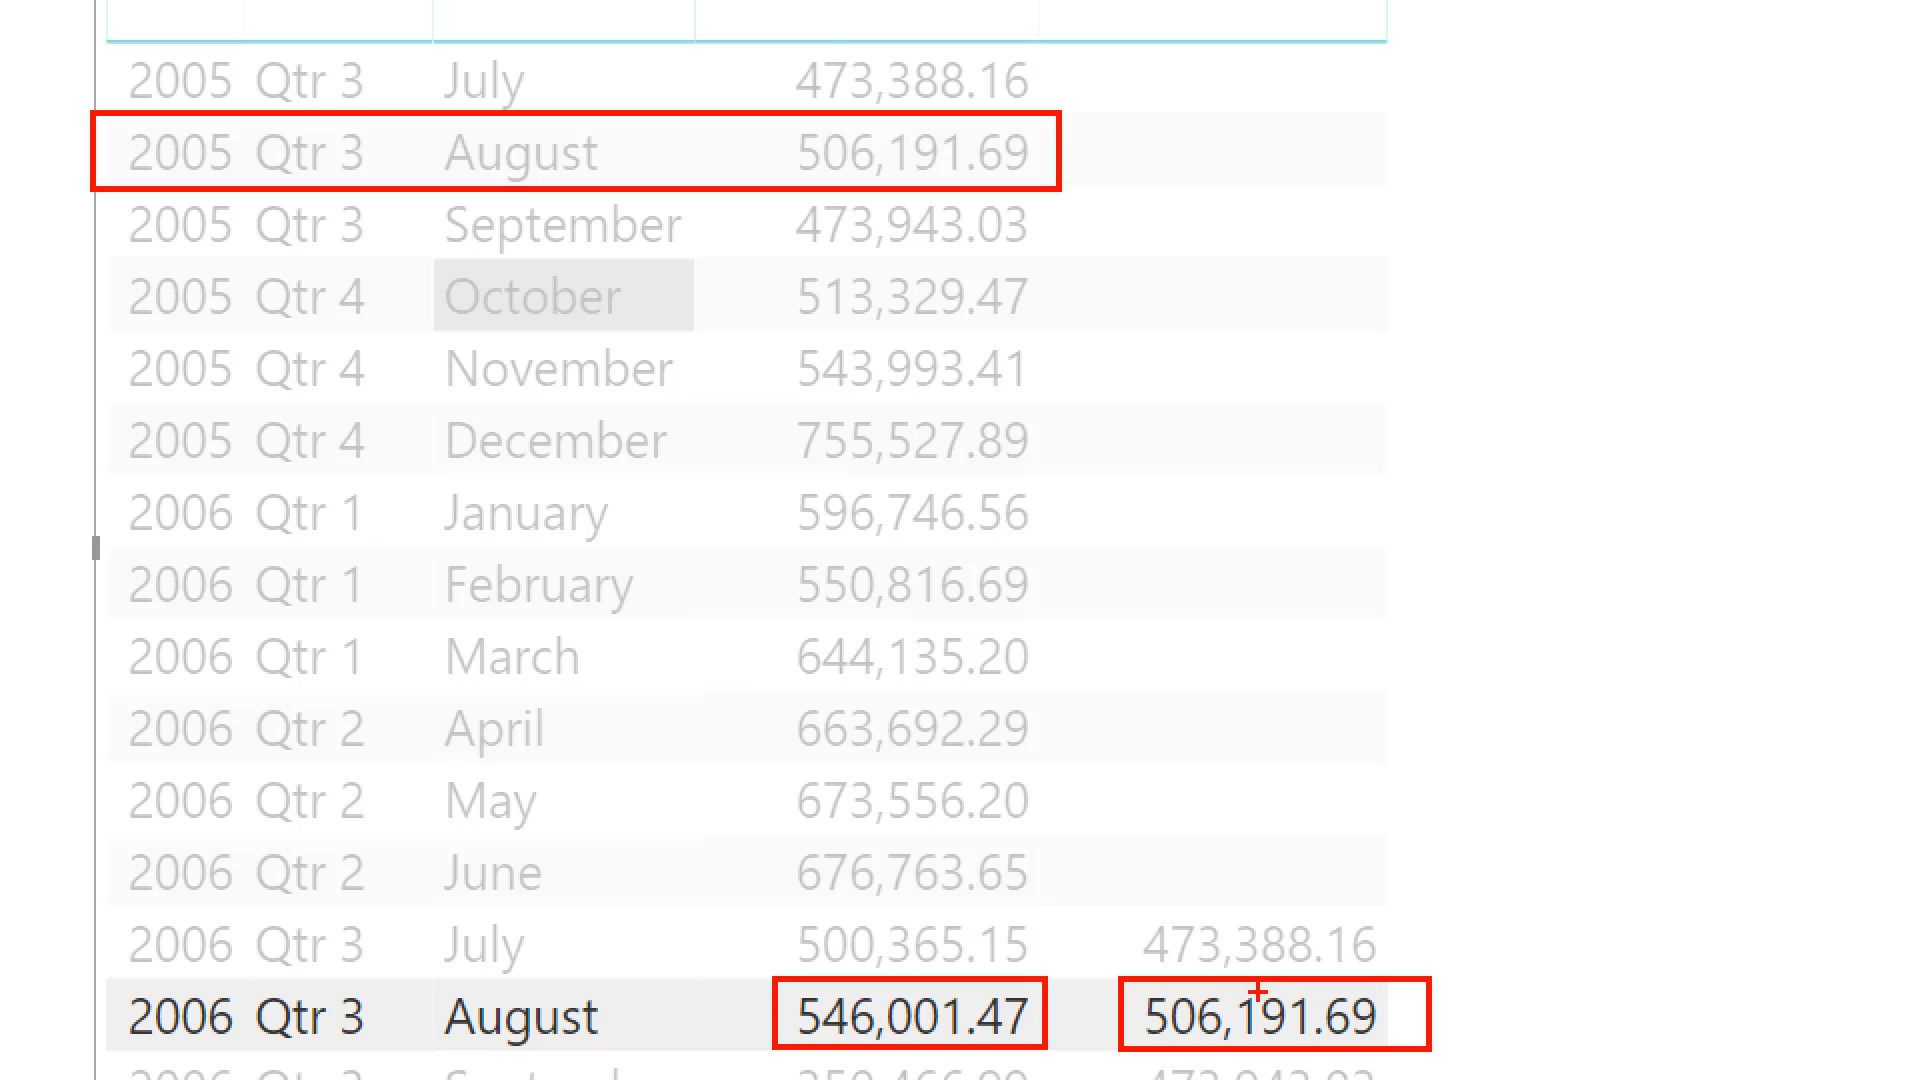 2005 Qtr 3 July 473,388.16
2005 Qtr 3 August 506,191.69
2005 Qtr 3 September 473,943.03
2005 Qtr 4 October 513,329.47
2005 Qtr 4 November 543,993.41
2005 Qtr 4 December 755,527.89
2006 Qtr 1 January 596,746.56
2006 Qtr 1 February 550,816.69
2006 Qtr 1 March 644,135.20
2006 Qtr 2 April 663,692.29
2006 Qtr 2 May 673,556.20
2006 Qtr 2 June 676,763.65
2006 Qtr 3 July 500,365.15 473,388.16
2006 Qtr 3 August 546,001.47 506,191.69